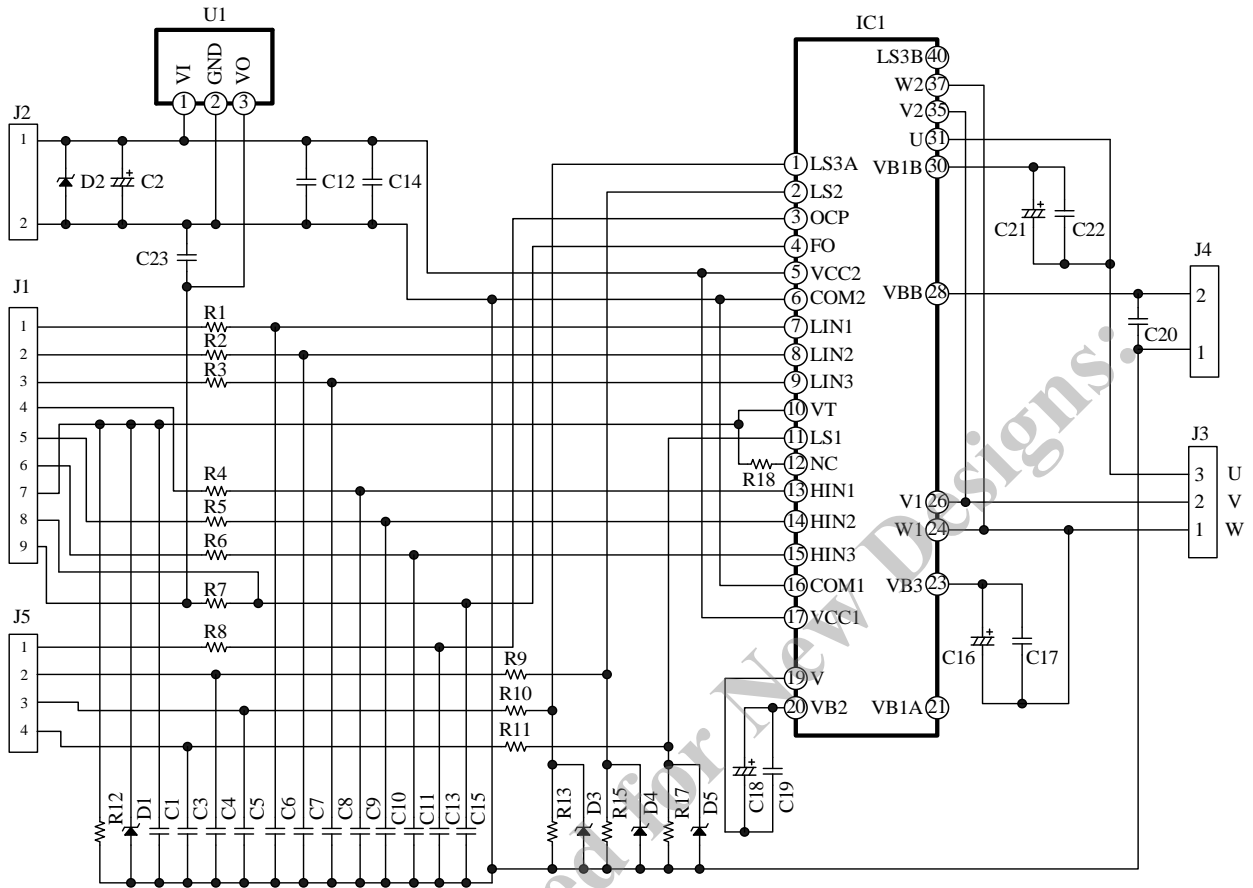 U1
IC1
VI
GND
VO
1
2
3
LS3B 40
W2 37
V2 35
U 31
VB1B 30
J2
1
2
D2
C2
C12
C14
C23
1 LS3A
2 LS2
3 OCP
4 FO
5 VCC2
6 COM2
7 LIN1
8 LIN2
9 LIN3
10 VT
11 LS1
12 NC
13 HIN1
14 HIN2
15 HIN3
16 COM1
17 VCC1
19 V
20 VB2
C21
C22
VBB 28
J4
2
1
C20
J3
3 U
2 V
1 W
V1 26
W1 24
VB3 23
C16
C17
VB1A 21
J1
1
2
3
4
5
6
7
8
9
R1
R2
R3
R4
R5
R6
R7
R8
R18
J5
1
2
3
4
R9
R10
R11
R12
D1
C1
C3
C4
C5
C6
C7
C8
C9
C10
C11
C13
C15
R13
D3
R15
D4
R17
D5
C18
C19
ed for New Designs: